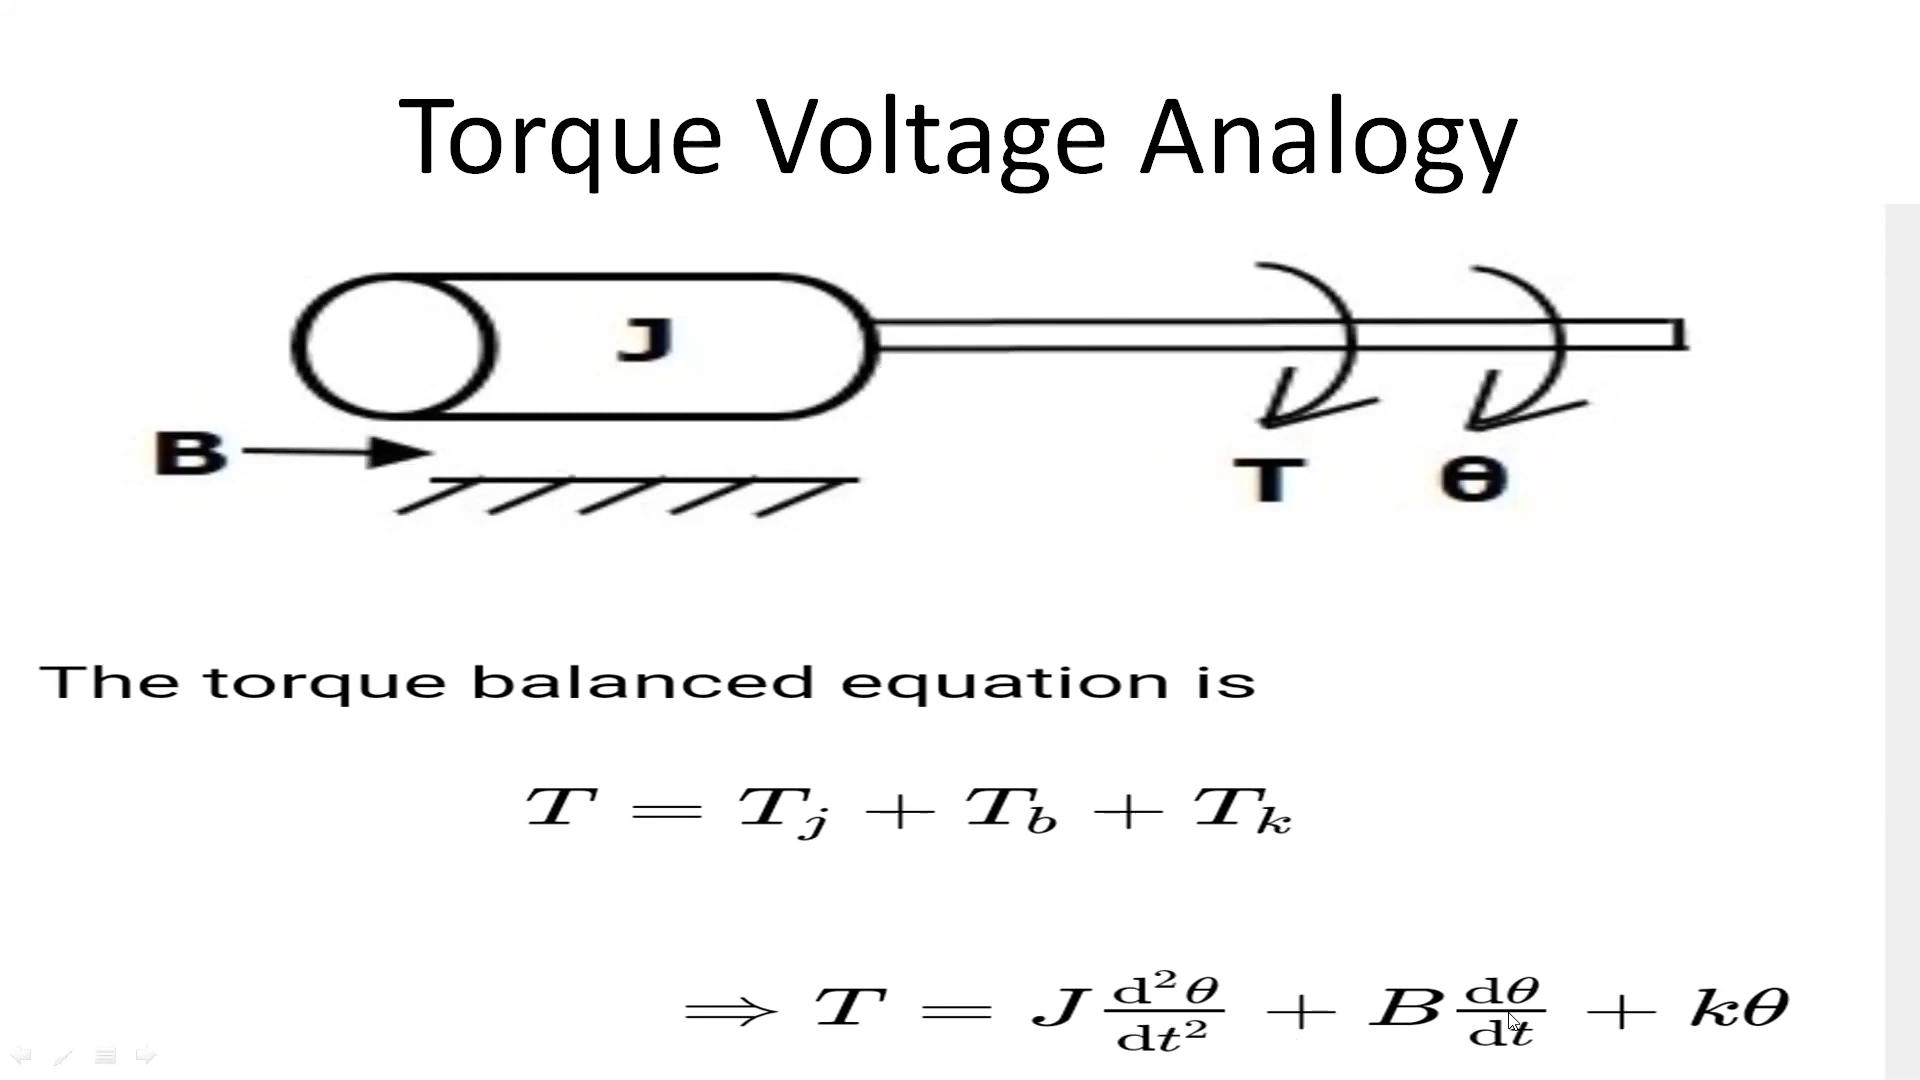 Torque Voltage Analogy
J
B
T θ
The torque balanced equation is
T = T_j + T_b + T_k
⇒ T = J d²θ/dt² + B dθ/dt + kθ